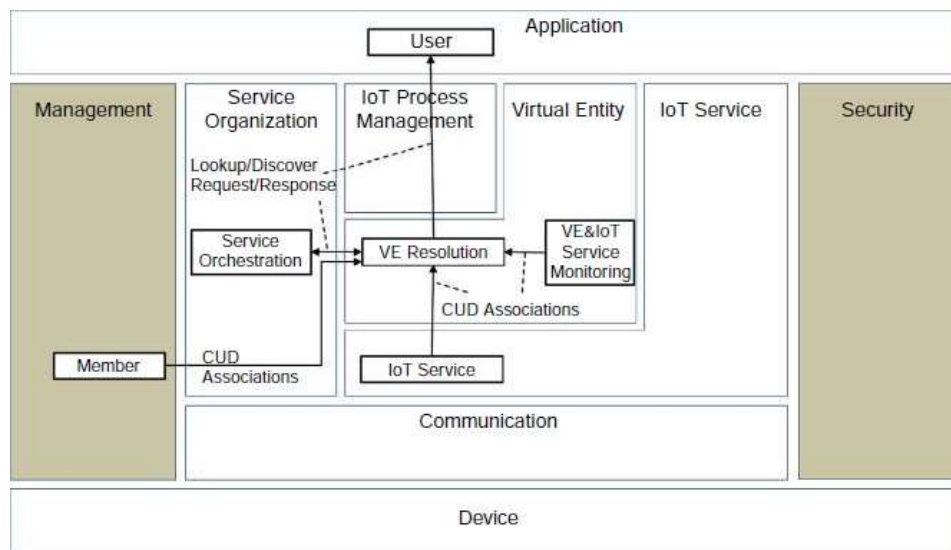 Application
User
Management
Service
Organization
IoT Process
Management
Virtual Entity
IoT Service
Security
Lookup/Discover
Request/Response
Service
Orchestration
VE Resolution
VE&IoT
Service
Monitoring
CUD Associations
Member
CUD
Associations
IoT Service
Communication
Device